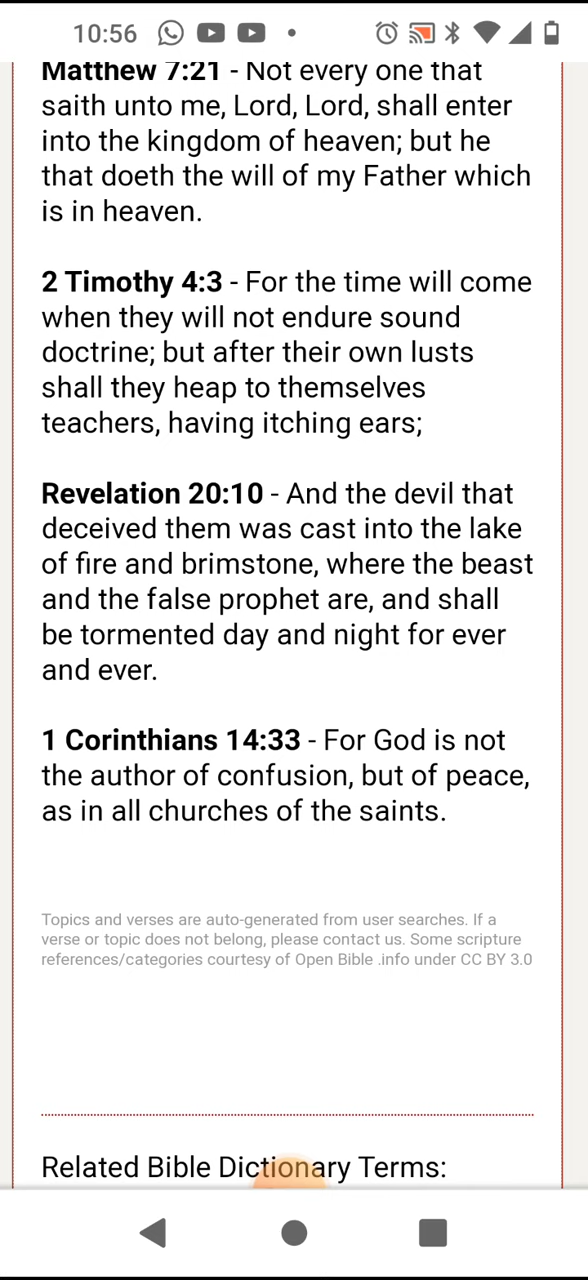 10:56
Matthew 7:21 - Not every one that
saith unto me, Lord, Lord, shall enter
into the kingdom of heaven; but he
that doeth the will of my Father which
is in heaven.
2 Timothy 4:3 - For the time will come
when they will not endure sound
doctrine; but after their own lusts
shall they heap to themselves
teachers, having itching ears;
Revelation 20:10 - And the devil that
deceived them was cast into the lake
of fire and brimstone, where the beast
and the false prophet are, and shall
be tormented day and night for ever
and ever.
1 Corinthians 14:33 - For God is not
the author of confusion, but of peace,
as in all churches of the saints.
Topics and verses are auto-generated from user searches. If a
verse or topic does not belong, please contact us. Some scripture
references/categories courtesy of Open Bible .info under CC BY 3.0
Related Bible Dictionary Terms: